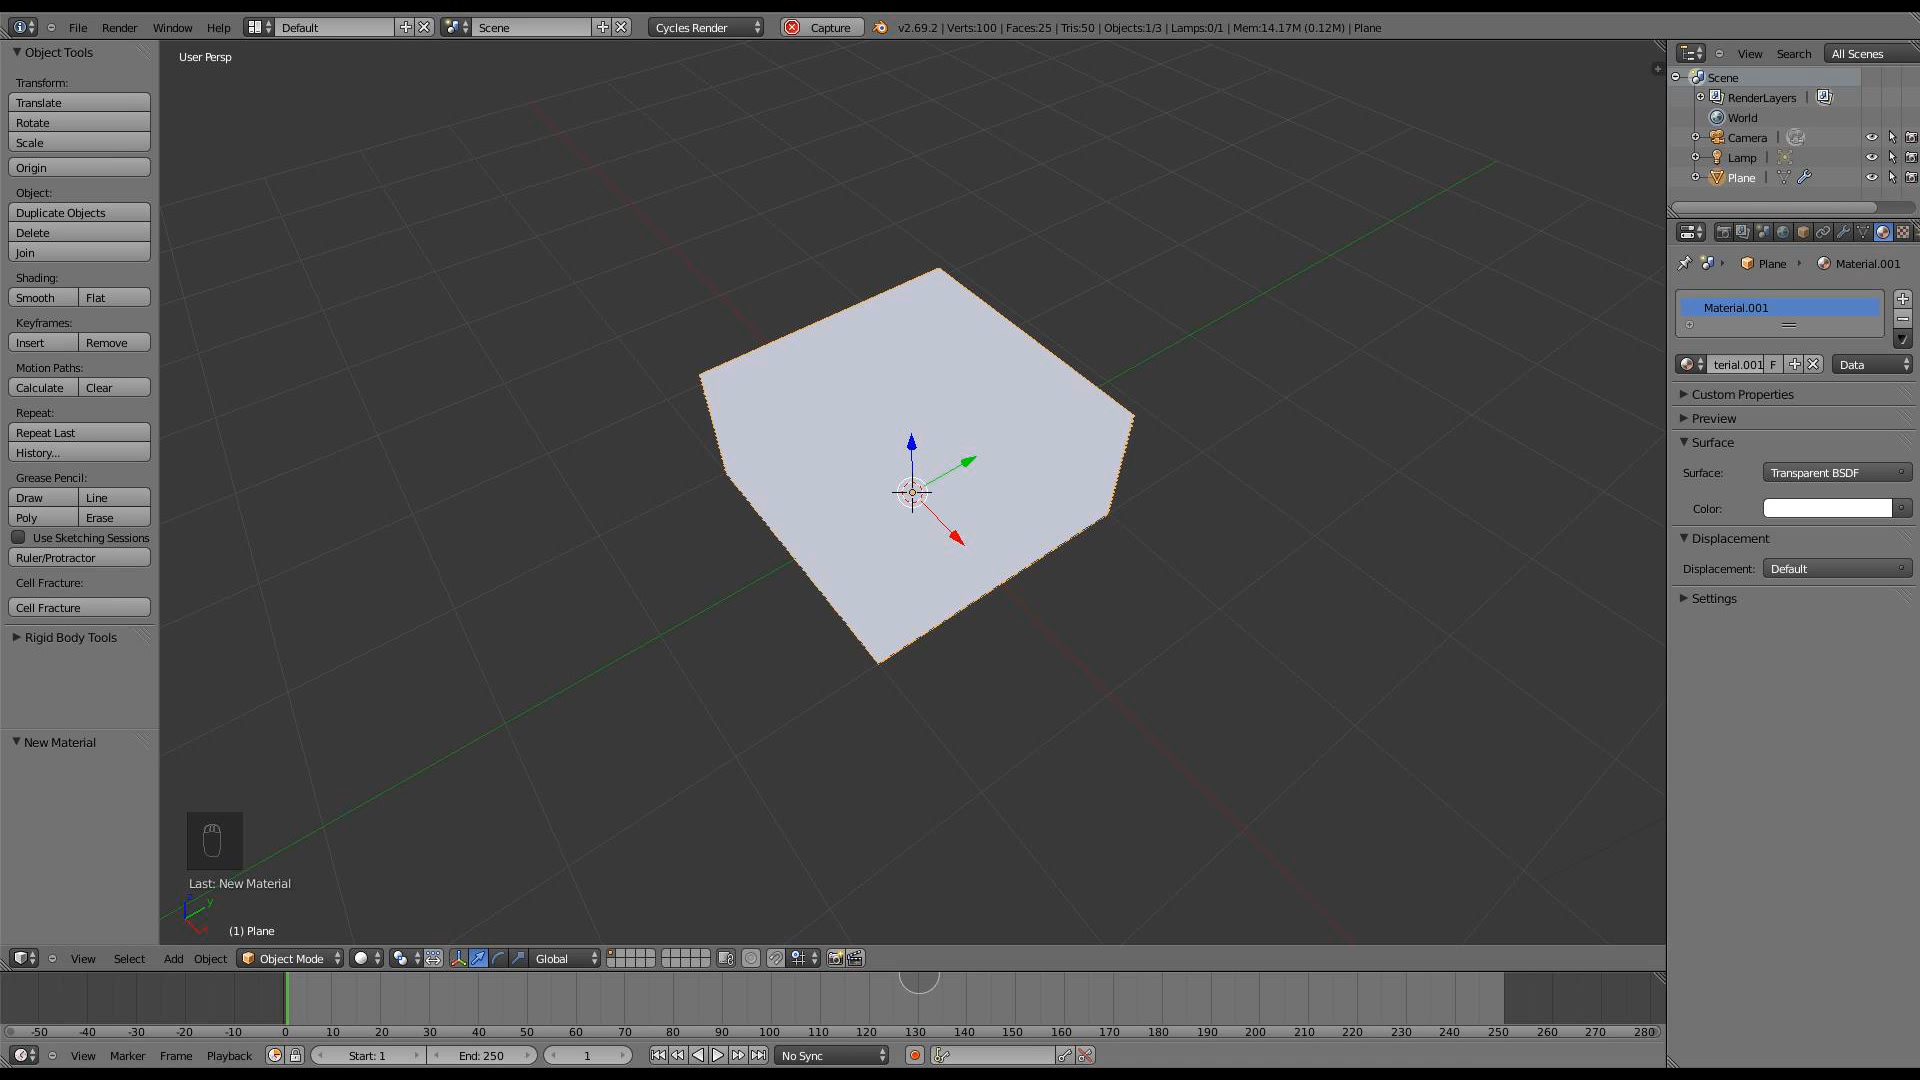 File Render Window Help Default Scene Cycles Render Capture v2.69.2 | Verts:100 | Faces:25 | Tris:50 | Objects:1/3 | Lamps:0/1 | Mem:14.17M (0.12M) | Plane
Object Tools
Transform:
Translate
Rotate
Scale
Origin
Object:
Duplicate Objects
Delete
Join
Shading:
Smooth Flat
Keyframes:
Insert Remove
Motion Paths:
Calculate Clear
Repeat:
Repeat Last
History...
Grease Pencil:
Draw Line
Poly Erase
Use Sketching Sessions
Ruler/Protractor
Cell Fracture:
Cell Fracture
Rigid Body Tools
New Material
User Persp
Last: New Material
z
y
(1) Plane
View Search All Scenes
Scene
RenderLayers |
World
Camera |
Lamp |
Plane |
Plane Material.001
Material.001
terial.001 F Data
Custom Properties
Preview
Surface
Surface: Transparent BSDF
Color:
Displacement
Displacement: Default
Settings
View Select Add Object Object Mode Global
-50 -40 -30 -20 -10 0 10 20 30 40 50 60 70 80 90 100 110 120 130 140 150 160 170 180 190 200 210 220 230 240 250 260 270 280
View Marker Frame Playback Start: 1 End: 250 1 No Sync